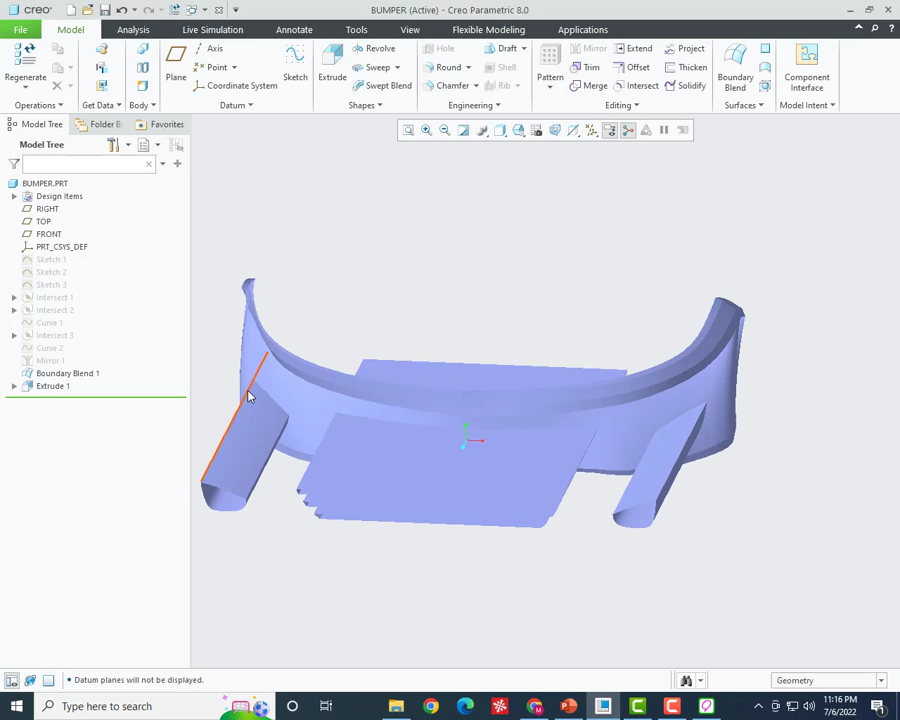 creo BUMPER (Active) - Creo Parametric 8.0
File Model Analysis Live Simulation Annotate Tools View Flexible Modeling Applications
Regenerate Plane Axis Point Coordinate System Sketch Extrude Revolve Sweep Swept Blend Hole Round Chamfer Draft Shell Rib Pattern Mirror Trim Merge Extend Offset Intersect Project Thicken Solidify Boundary Blend Component Interface
Operations Get Data Body Datum Shapes Engineering Editing Surfaces Model Intent
Model Tree Folder B Favorites
Model Tree
BUMPER.PRT
Design Items
RIGHT
TOP
FRONT
PRT_CSYS_DEF
Sketch 1
Sketch 2
Sketch 3
Intersect 1
Intersect 2
Curve 1
Intersect 3
Curve 2
Mirror 1
Boundary Blend 1
Extrude 1
• Datum planes will not be displayed.
Geometry
Type here to search
11:16 PM
7/6/2022
1